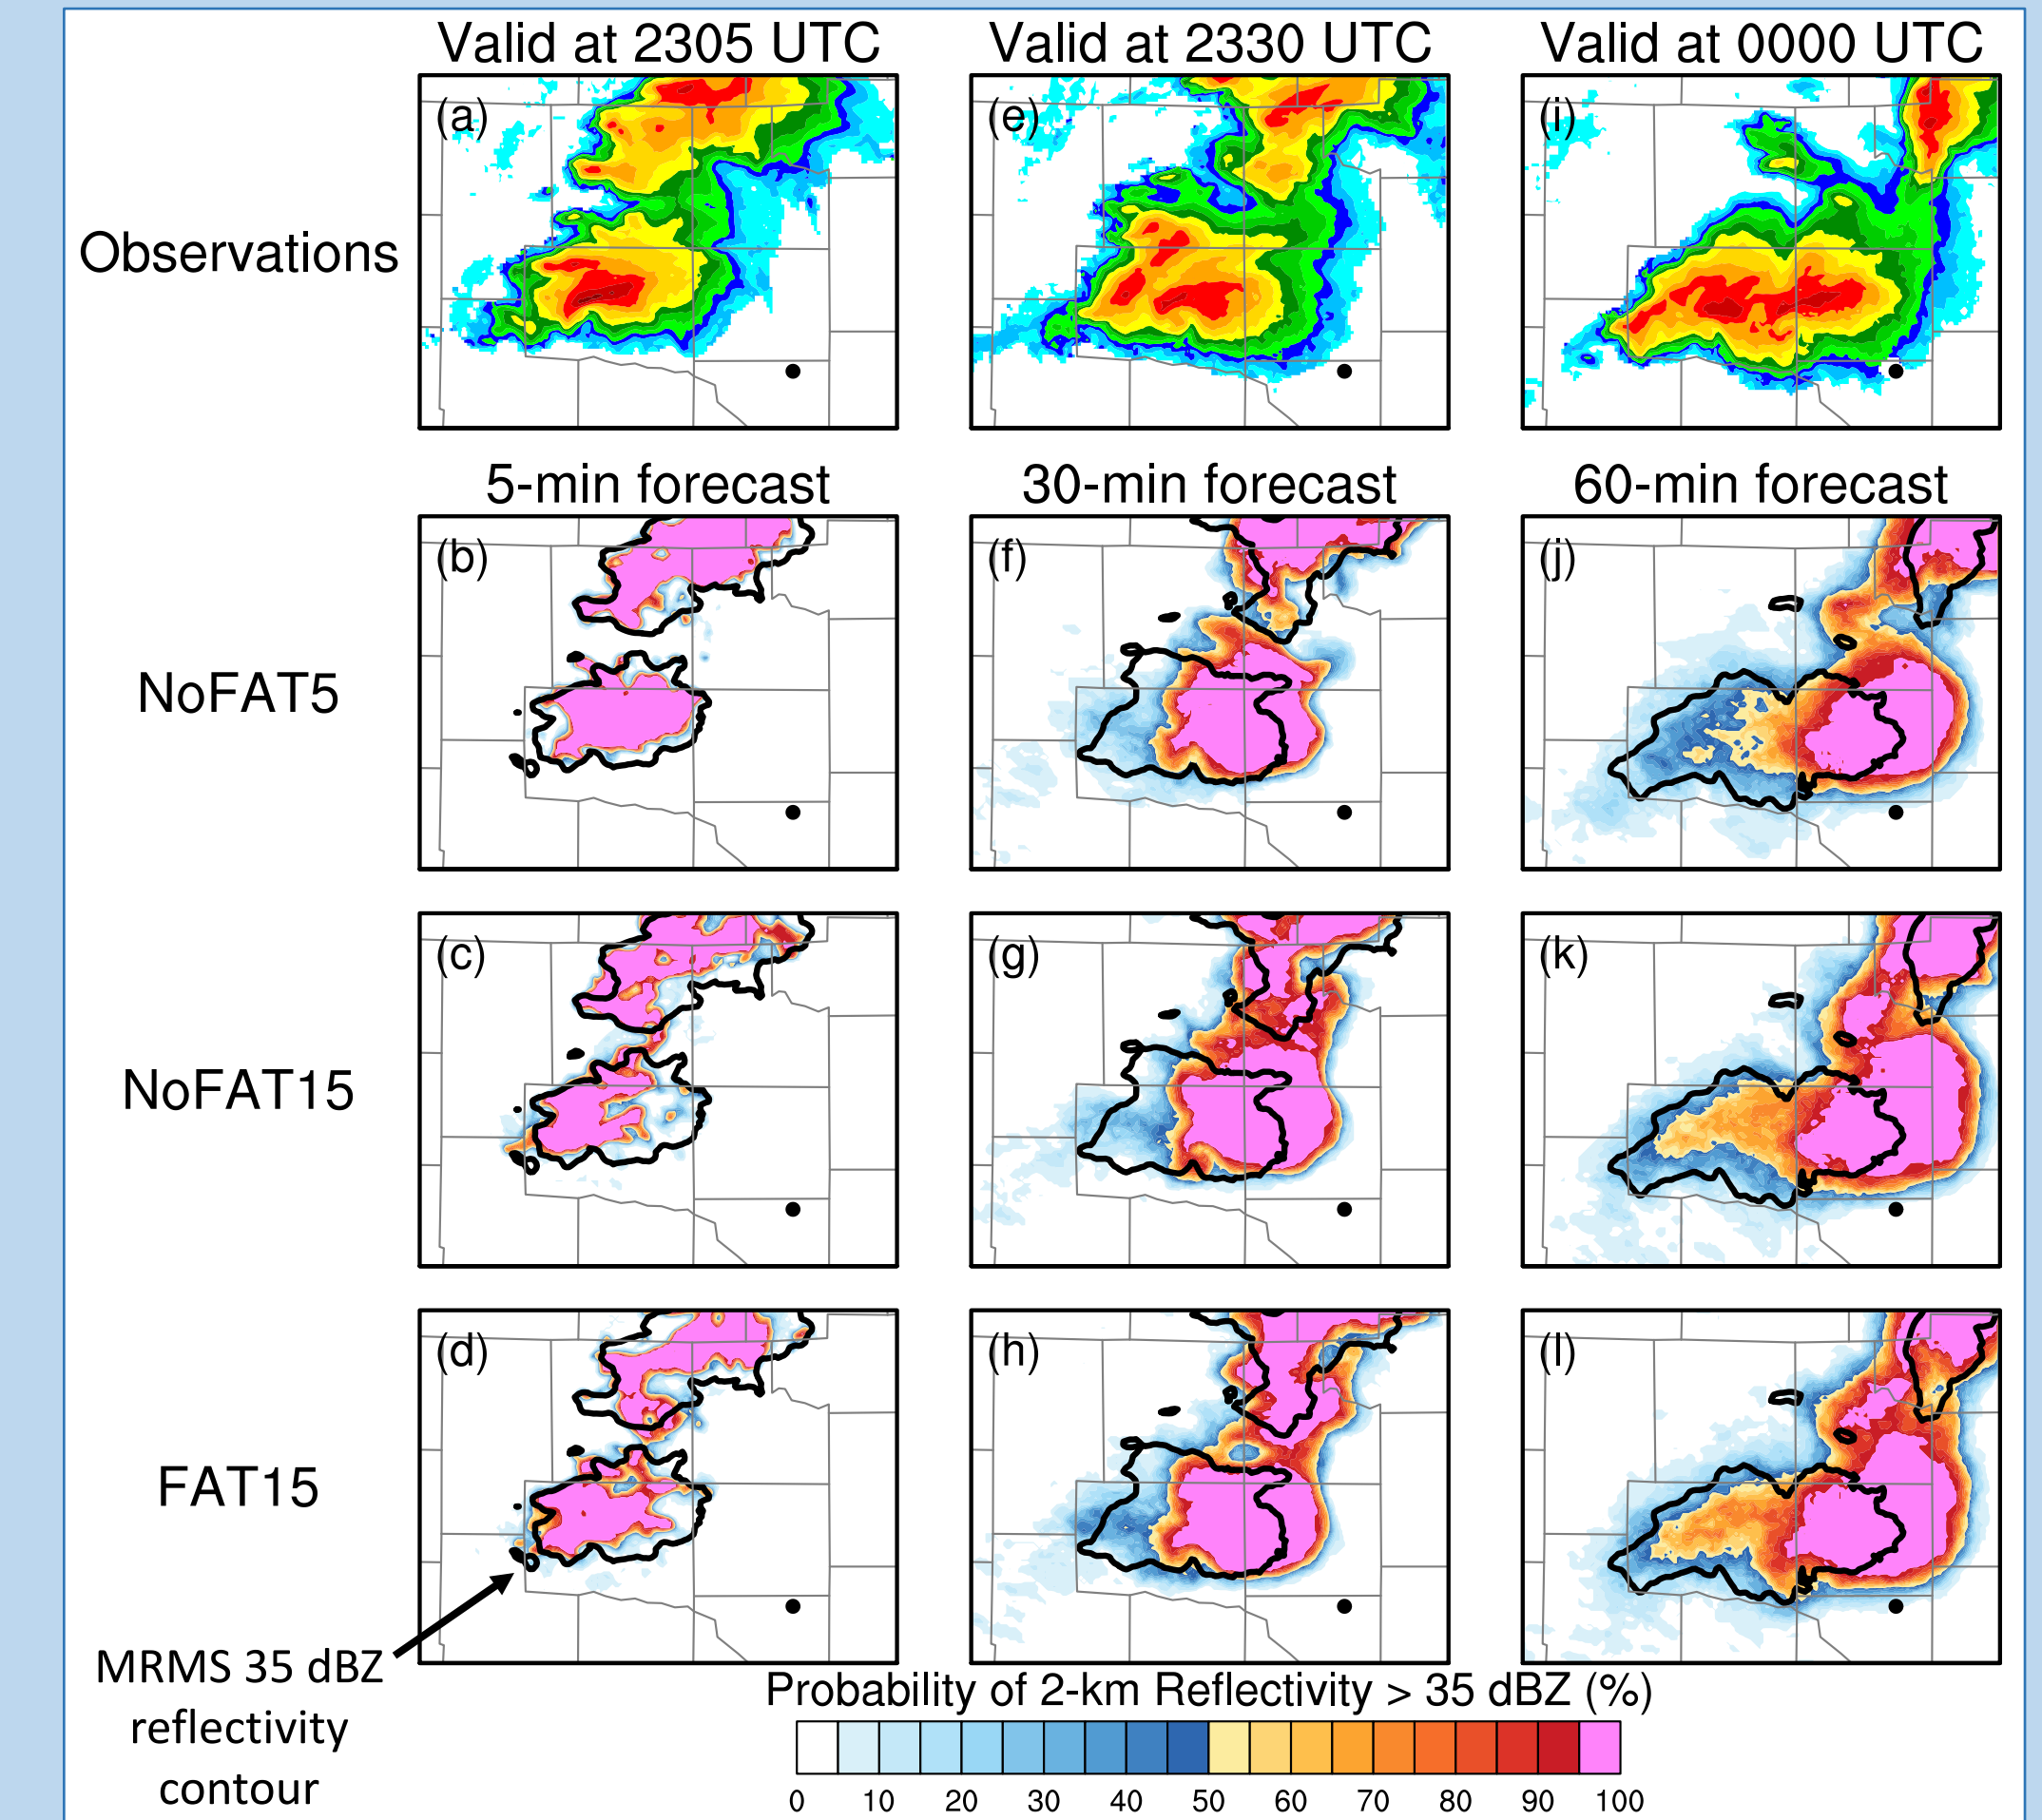 Valid at 2305 UTC
Valid at 2330 UTC
Valid at 0000 UTC
Observations
(a)
(e)
(i)
5-min forecast
30-min forecast
60-min forecast
NoFAT5
(b)
(f)
(j)
NoFAT15
(c)
(g)
(k)
FAT15
(d)
(h)
(l)
MRMS 35 dBZ
reflectivity
contour
Probability of 2-km Reflectivity > 35 dBZ (%)
0 10 20 30 40 50 60 70 80 90 100